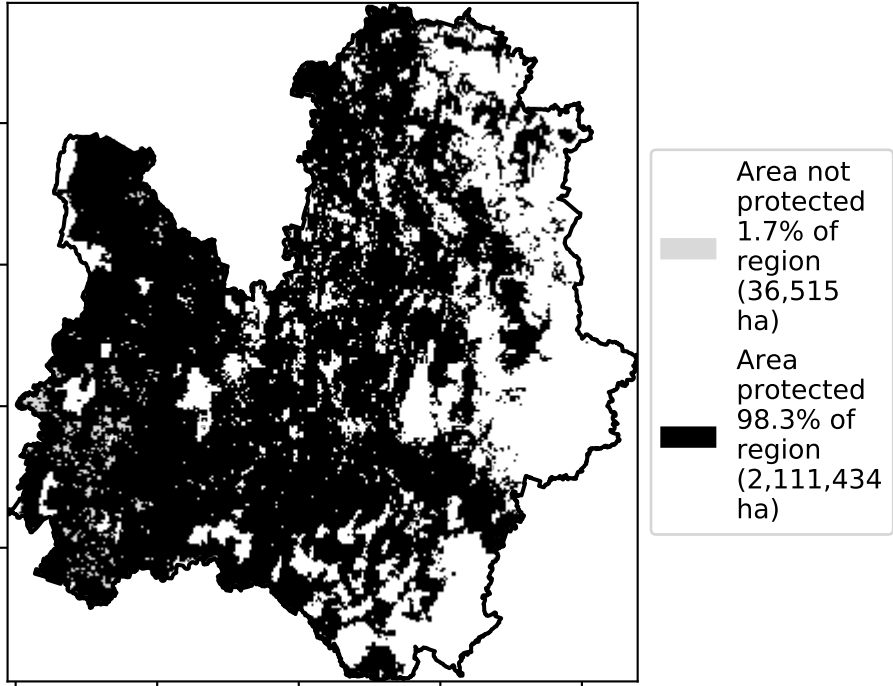 Area not
protected
1.7% of
region
(36,515
ha)
Area
protected
98.3% of
region
(2,111,434
ha)